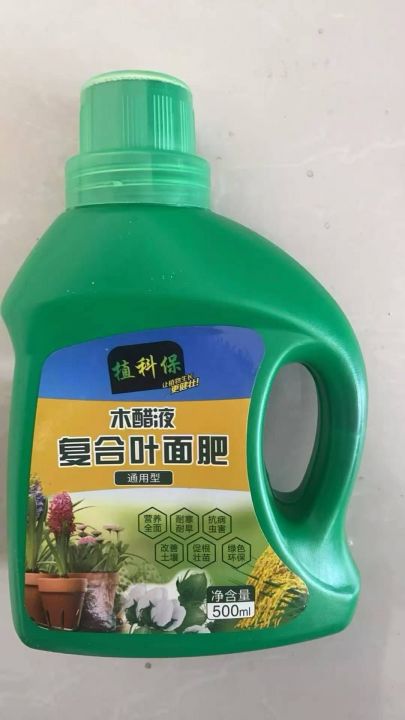 植科保
让植物生长
更健壮!
木醋液
复合叶面肥
通用型
营养
全面
耐寒
耐旱
抗病
虫害
改善
土壤
促根
壮苗
绿色
环保
净含量
500ml